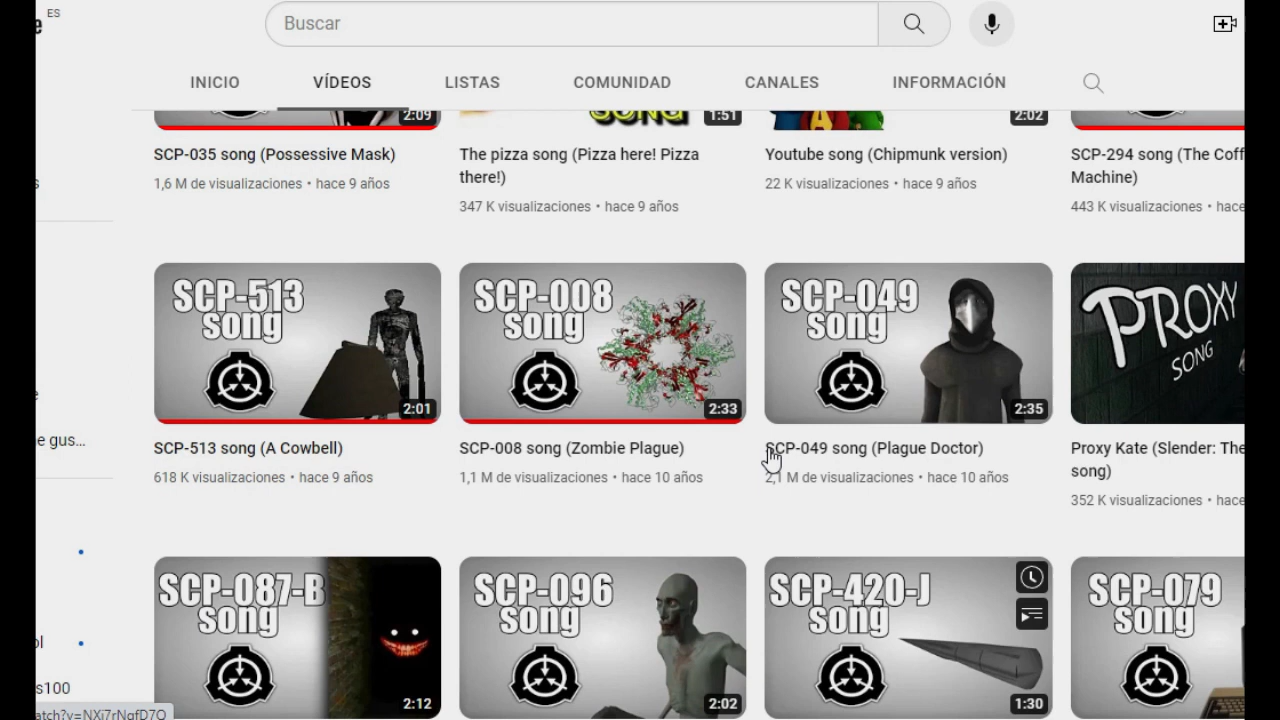 ES
Buscar
INICIO
VÍDEOS
LISTAS
COMUNIDAD
CANALES
INFORMACIÓN
2:09
SONG
1:51
2:02
SCP-035 song (Possessive Mask)
1,6 M de visualizaciones • hace 9 años
The pizza song (Pizza here! Pizza
there!)
347 K visualizaciones • hace 9 años
Youtube song (Chipmunk version)
22 K visualizaciones • hace 9 años
SCP-294 song (The Coff
Machine)
443 K visualizaciones • hace
SCP-513
song
2:01
SCP-008
song
2:33
SCP-049
song
2:35
PROXY
SONG
e gus...
SCP-513 song (A Cowbell)
618 K visualizaciones • hace 9 años
SCP-008 song (Zombie Plague)
1,1 M de visualizaciones • hace 10 años
SCP-049 song (Plague Doctor)
2,1 M de visualizaciones • hace 10 años
Proxy Kate (Slender: The
song)
352 K visualizaciones • hace
SCP-087-B
song
2:12
SCP-096
song
2:02
SCP-420-J
song
1:30
SCP-079
song
ol
s100
atch?v=NXi7rNqfD7Q